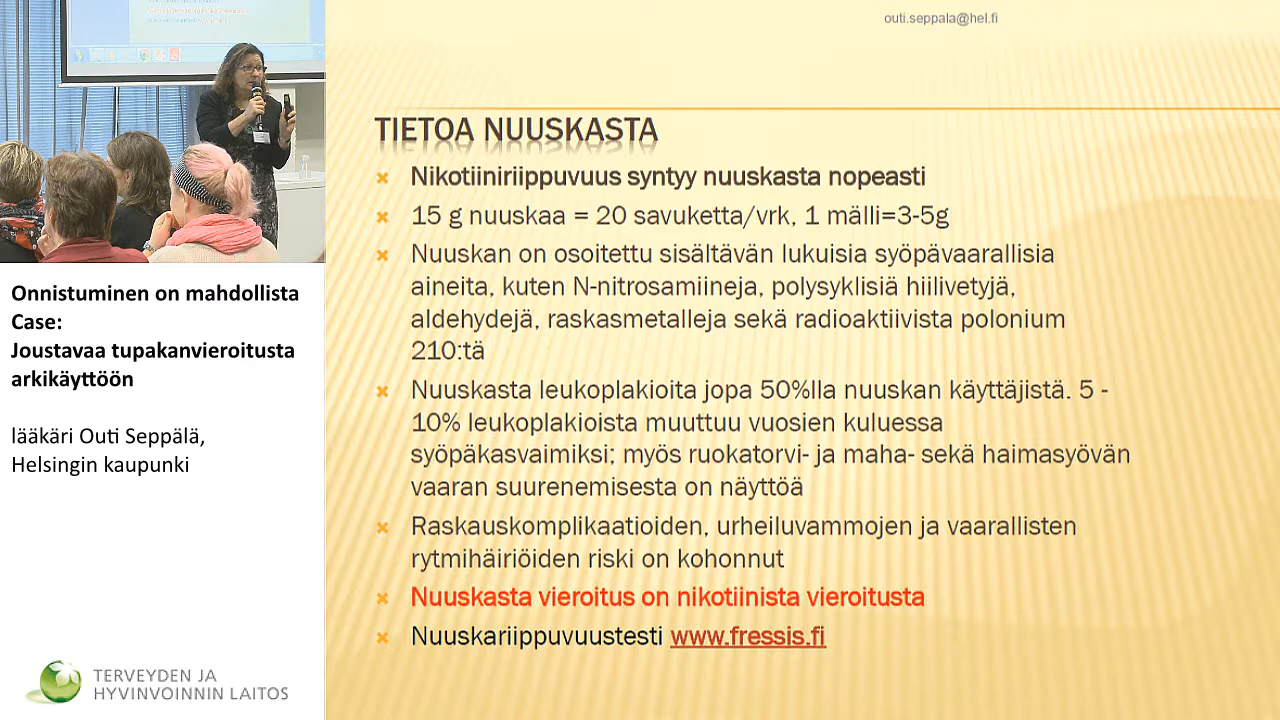 outi.seppala@hel.fi
TIETOA NUUSKASTA
Nikotiiniriippuvuus syntyy nuuskasta nopeasti
15 g nuuskaa = 20 savuketta/vrk, 1 mälli=3-5g
Nuuskan on osoitettu sisältävän lukuisia syöpävaarallisia
aineita, kuten N-nitrosamiineja, polysyklisiä hiilivetyjä,
aldehydejä, raskasmetalleja sekä radioaktiivista polonium
210:tä
Nuuskasta leukoplakioita jopa 50%lla nuuskan käyttäjistä. 5 -
10% leukoplakioista muuttuu vuosien kuluessa
syöpäkasvaimiksi; myös ruokatorvi- ja maha- sekä haimasyövän
vaaran suurenemisesta on näyttöä
Raskauskomplikaatioiden, urheiluvammojen ja vaarallisten
rytmihäiriöiden riski on kohonnut
Nuuskasta vieroitus on nikotiinista vieroitusta
Nuuskariippuvuustesti www.fressis.fi
Onnistuminen on mahdollista
Case:
Joustavaa tupakanvieroitusta
arkikäyttöön
lääkäri Outi Seppälä,
Helsingin kaupunki
TERVEYDEN JA
HYVINVOINNIN LAITOS